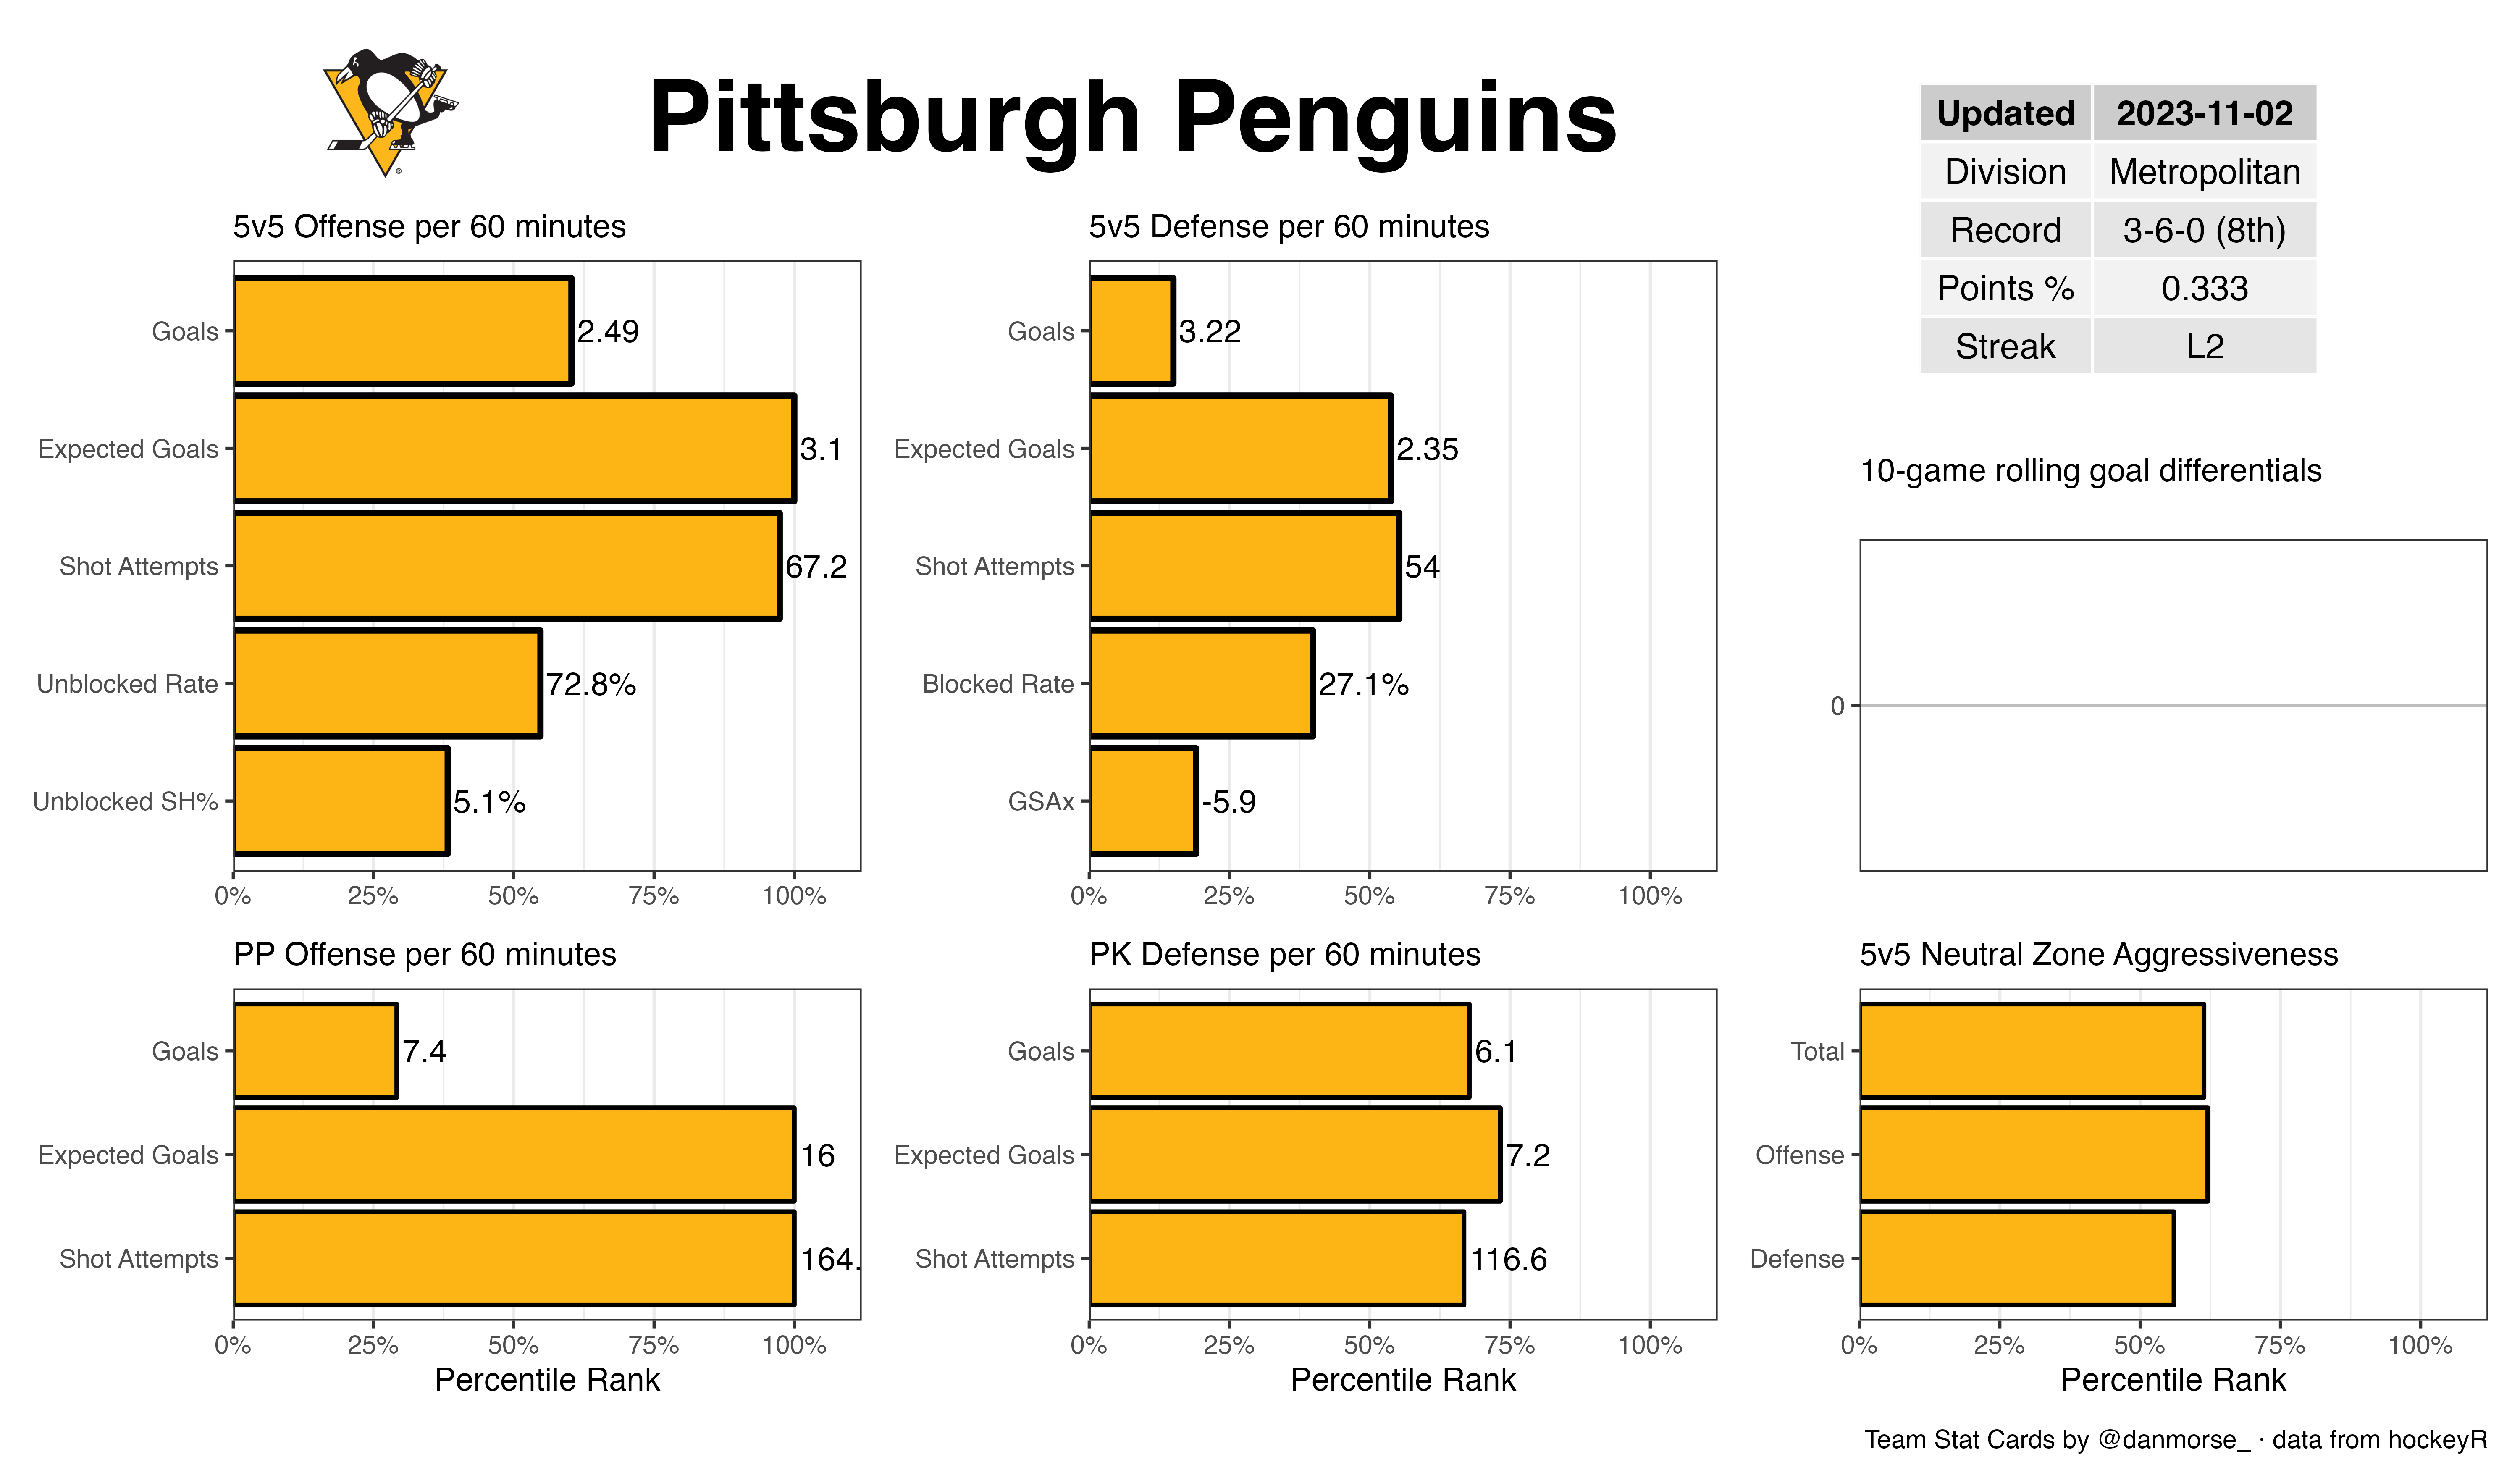 Pittsburgh Penguins
Updated 2023-11-02
Division Metropolitan
Record 3-6-0 (8th)
Points % 0.333
Streak L2
5v5 Offense per 60 minutes
Goals 2.49
Expected Goals 3.1
Shot Attempts 67.2
Unblocked Rate 72.8%
Unblocked SH% 5.1%
0% 25% 50% 75% 100%
5v5 Defense per 60 minutes
Goals 3.22
Expected Goals 2.35
Shot Attempts 54
Blocked Rate 27.1%
GSAx -5.9
0% 25% 50% 75% 100%
10-game rolling goal differentials
0
PP Offense per 60 minutes
Goals 7.4
Expected Goals 16
Shot Attempts 164.
0% 25% 50% 75% 100%
Percentile Rank
PK Defense per 60 minutes
Goals 6.1
Expected Goals 7.2
Shot Attempts 116.6
0% 25% 50% 75% 100%
Percentile Rank
5v5 Neutral Zone Aggressiveness
Total
Offense
Defense
0% 25% 50% 75% 100%
Percentile Rank
Team Stat Cards by @danmorse_ · data from hockeyR